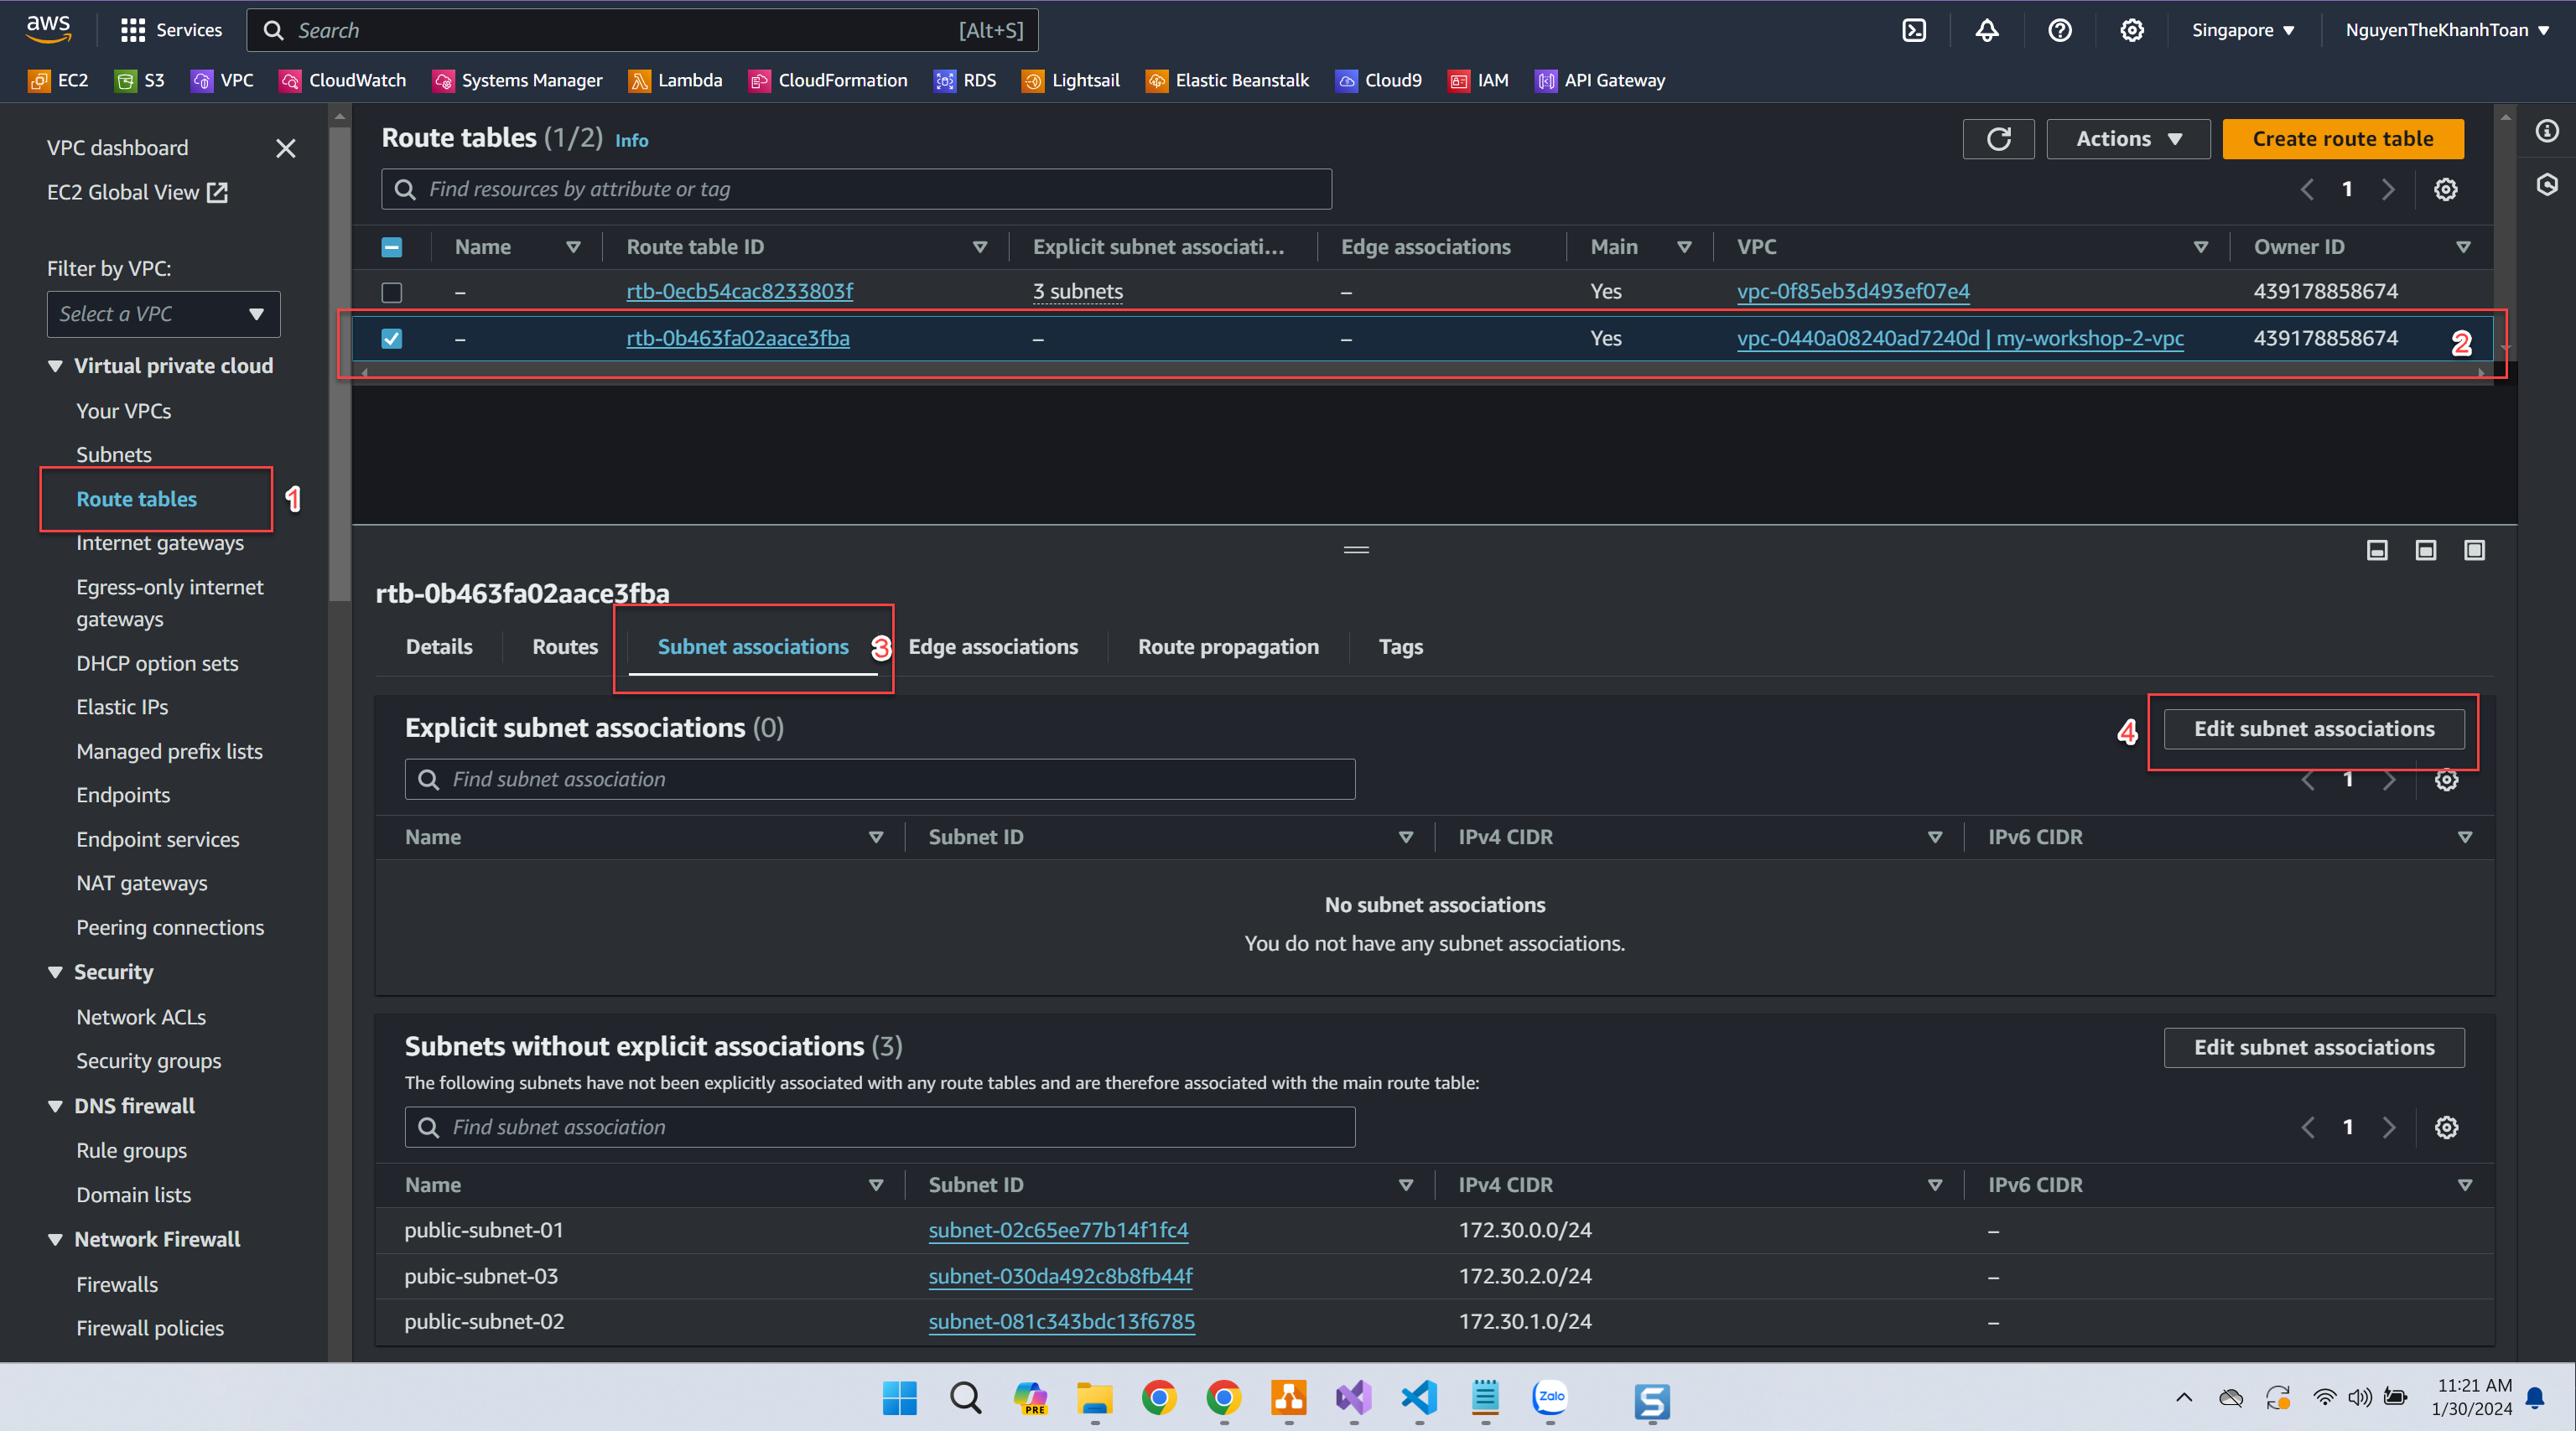 aws
Services
Search
[Alt+S]
Singapore
NguyenTheKhanhToan
EC2
S3
VPC
CloudWatch
Systems Manager
Lambda
CloudFormation
RDS
Lightsail
Elastic Beanstalk
Cloud9
IAM
API Gateway
VPC dashboard
EC2 Global View
Filter by VPC:
Select a VPC
Virtual private cloud
Your VPCs
Subnets
Route tables
1
Internet gateways
Egress-only internet
gateways
DHCP option sets
Elastic IPs
Managed prefix lists
Endpoints
Endpoint services
NAT gateways
Peering connections
Security
Network ACLs
Security groups
DNS firewall
Rule groups
Domain lists
Network Firewall
Firewalls
Firewall policies
Route tables (1/2) Info
Actions
Create route table
Find resources by attribute or tag
1
Name Route table ID Explicit subnet associati... Edge associations Main VPC Owner ID
– rtb-0ecb54cac8233803f 3 subnets – Yes vpc-0f85eb3d493ef07e4 439178858674
– rtb-0b463fa02aace3fba – – Yes vpc-0440a08240ad7240d | my-workshop-2-vpc 439178858674
2
rtb-0b463fa02aace3fba
Details Routes Subnet associations 3 Edge associations Route propagation Tags
Explicit subnet associations (0)
4
Edit subnet associations
Find subnet association
1
Name Subnet ID IPv4 CIDR IPv6 CIDR
No subnet associations
You do not have any subnet associations.
Subnets without explicit associations (3)
Edit subnet associations
The following subnets have not been explicitly associated with any route tables and are therefore associated with the main route table:
Find subnet association
1
Name Subnet ID IPv4 CIDR IPv6 CIDR
public-subnet-01 subnet-02c65ee77b14f1fc4 172.30.0.0/24 –
pubic-subnet-03 subnet-030da492c8b8fb44f 172.30.2.0/24 –
public-subnet-02 subnet-081c343bdc13f6785 172.30.1.0/24 –
PRE
Zalo
S
11:21 AM
1/30/2024